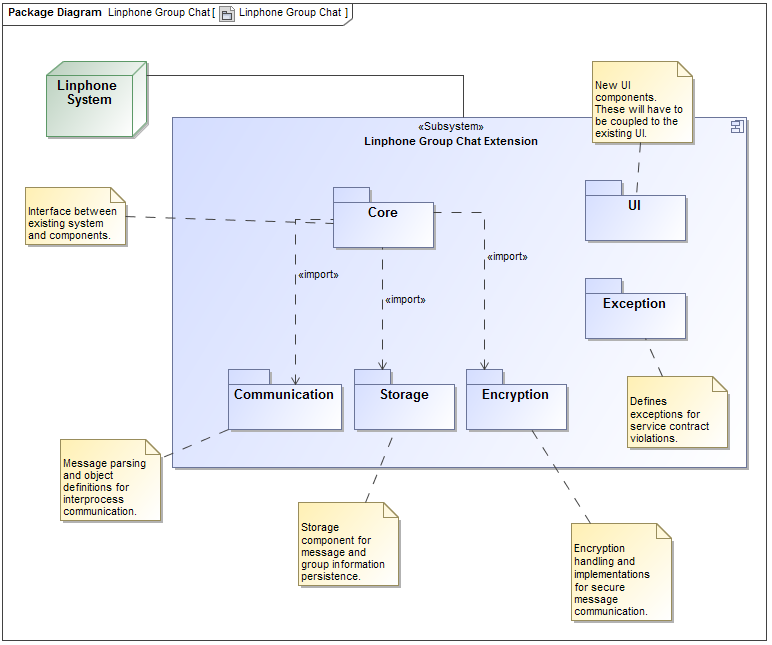 Package Diagram Linphone Group Chat [ Linphone Group Chat ]
Linphone
System
New UI
components.
These will have to
be coupled to the
existing UI.
«Subsystem»
Linphone Group Chat Extension
Interface between
existing system
and components.
Core
UI
«import»
«import»
«import»
Exception
Communication
Storage
Encryption
Defines
exceptions for
service contract
violations.
Message parsing
and object
definitions for
interprocess
communication.
Storage
component for
message and
group information
persistence.
Encryption
handling and
implementations
for secure
message
communication.